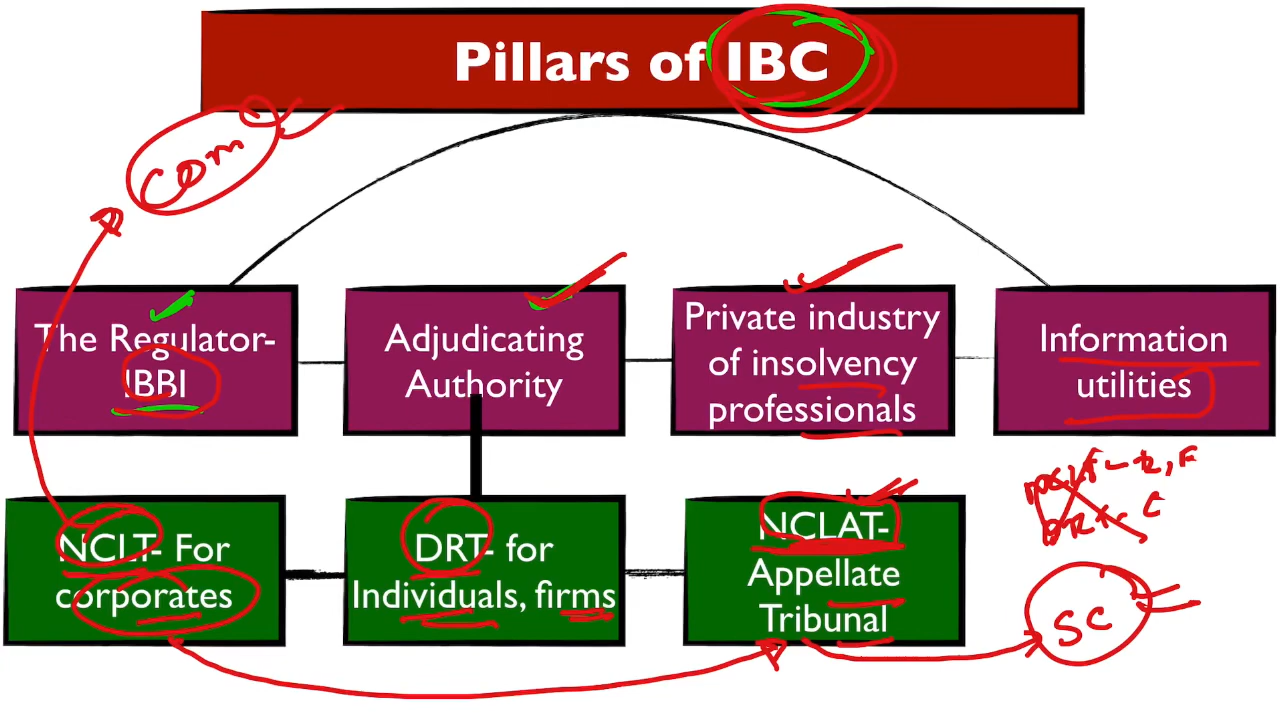 Pillars of IBC
Com
The Regulator-
IBBI
Adjudicating
Authority
Private industry
of insolvency
professionals
Information
utilities
NCLT- For
corporates
DRT- for
Individuals, firms
NCLAT-
Appellate
Tribunal
SC